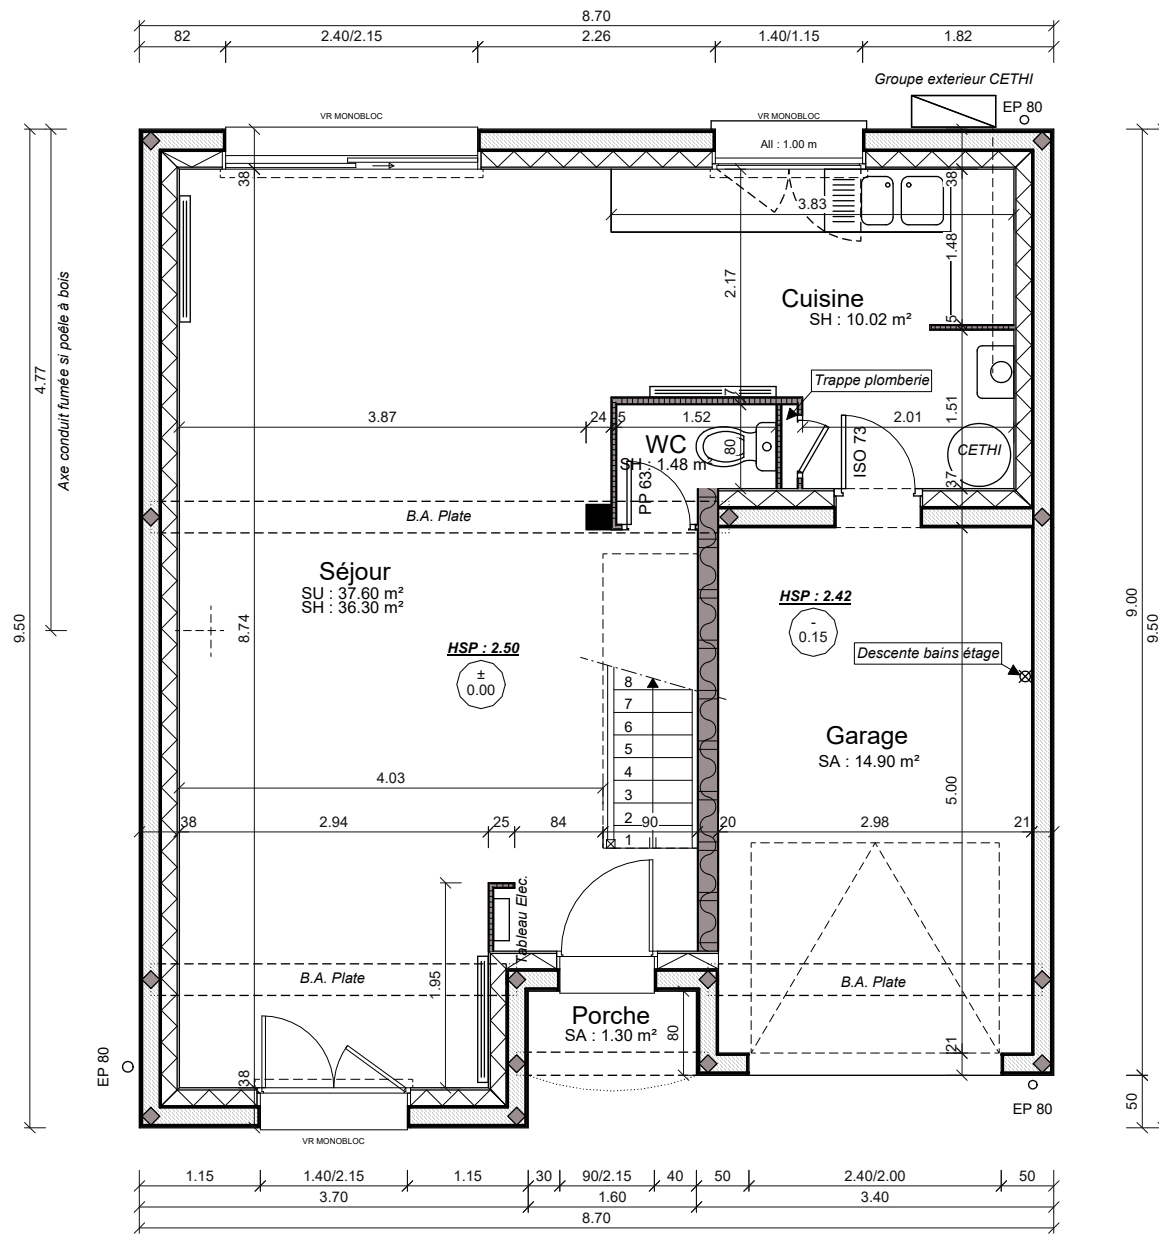 8.70
82
2.40/2.15
2.26
1.40/1.15
1.82
Groupe exterieur CETHI
EP 80
VR MONOBLOC
VR MONOBLOC
All : 1.00 m
38
38
3.83
1.48
2.17
Cuisine
SH : 10.02 m²
5
4.77
Axe conduit fumée si poêle à bois
Trappe plomberie
7
3.87
24
5
1.52
2.01
1.51
WC
SH : 1.48 m²
80
ISO 73
CETHI
PP 63
37
B.A. Plate
Séjour
SU : 37.60 m²
SH : 36.30 m²
HSP : 2.42
-
0.15
9.50
8.74
9.00
9.50
HSP : 2.50
±
0.00
Descente bains étage
8
7
6
5
4
3
2
1
Garage
SA : 14.90 m²
4.03
5.00
38
2.94
25
84
90
20
2.98
21
Tableau Elec.
1.95
B.A. Plate
B.A. Plate
Porche
SA : 1.30 m²
80
21
EP 80
38
EP 80
50
VR MONOBLOC
1.15
1.40/2.15
1.15
30
90/2.15
40
50
2.40/2.00
50
3.70
1.60
3.40
8.70